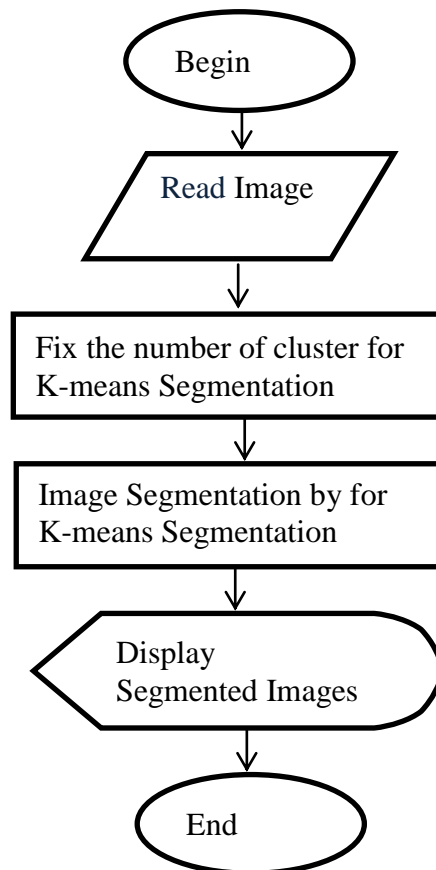 Begin
Read Image
Fix the number of cluster for
K-means Segmentation
Image Segmentation by for
K-means Segmentation
Display
Segmented Images
End